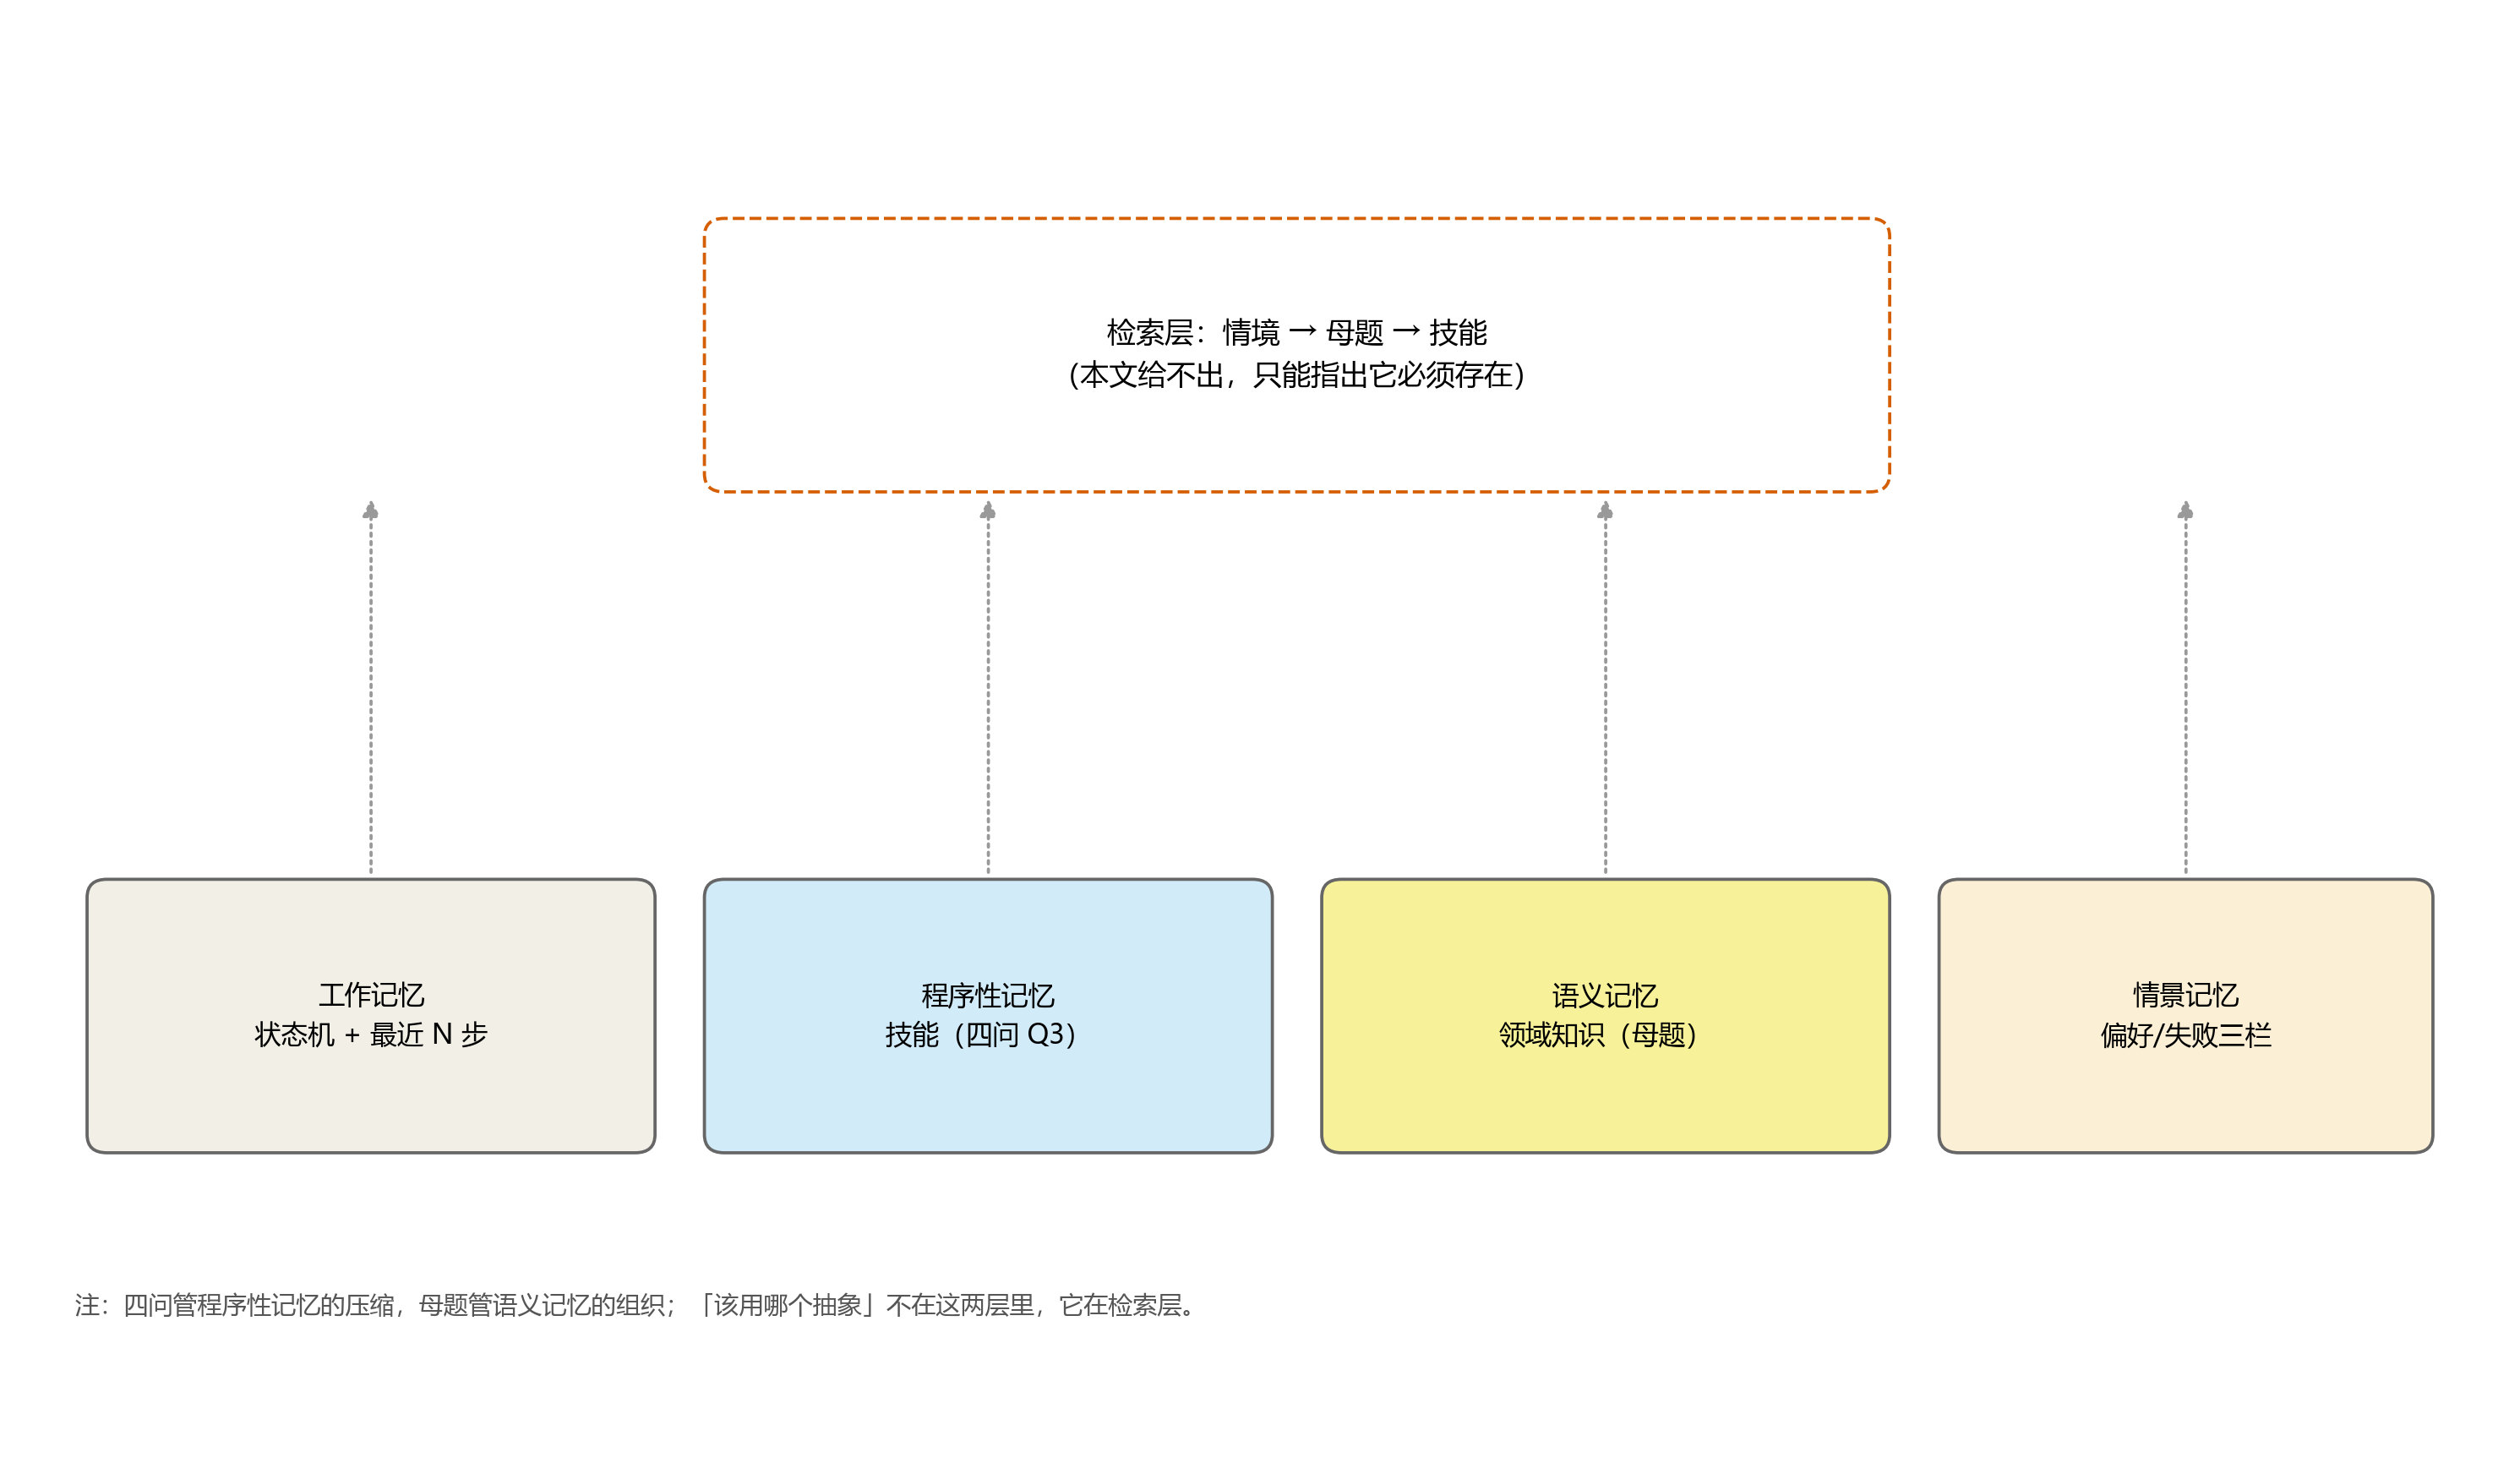 检索层：情境 → 母题 → 技能
（本文给不出，只能指出它必须存在）
工作记忆
状态机 + 最近 N 步
程序性记忆
技能（四问 Q3）
语义记忆
领域知识（母题）
情景记忆
偏好/失败三栏
注：四问管程序性记忆的压缩，母题管语义记忆的组织；「该用哪个抽象」不在这两层里，它在检索层。